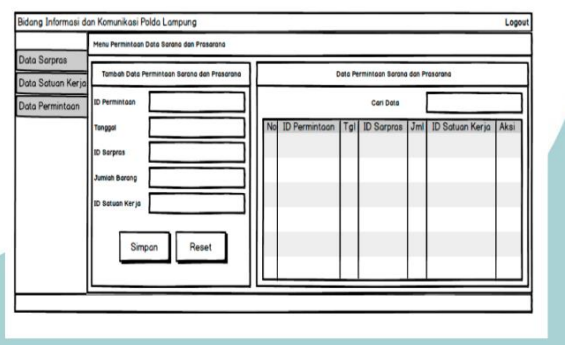 Bidang Informasi dan Komunikasi Polda Lampung
Logout
Menu Permintaan Data Sarana dan Prasarana
Data Sarpras
Data Satuan Kerja
Data Permintaan
Tambah Data Permintaan Sarana dan Prasarana
ID Permintaan
Tanggal
ID Sarpras
Jumlah Barang
ID Satuan Kerja
Simpan Reset
Data Permintaan Sarana dan Prasarana
Cari Data
No ID Permintaan Tgl ID Sarpras Jml ID Satuan Kerja Aksi